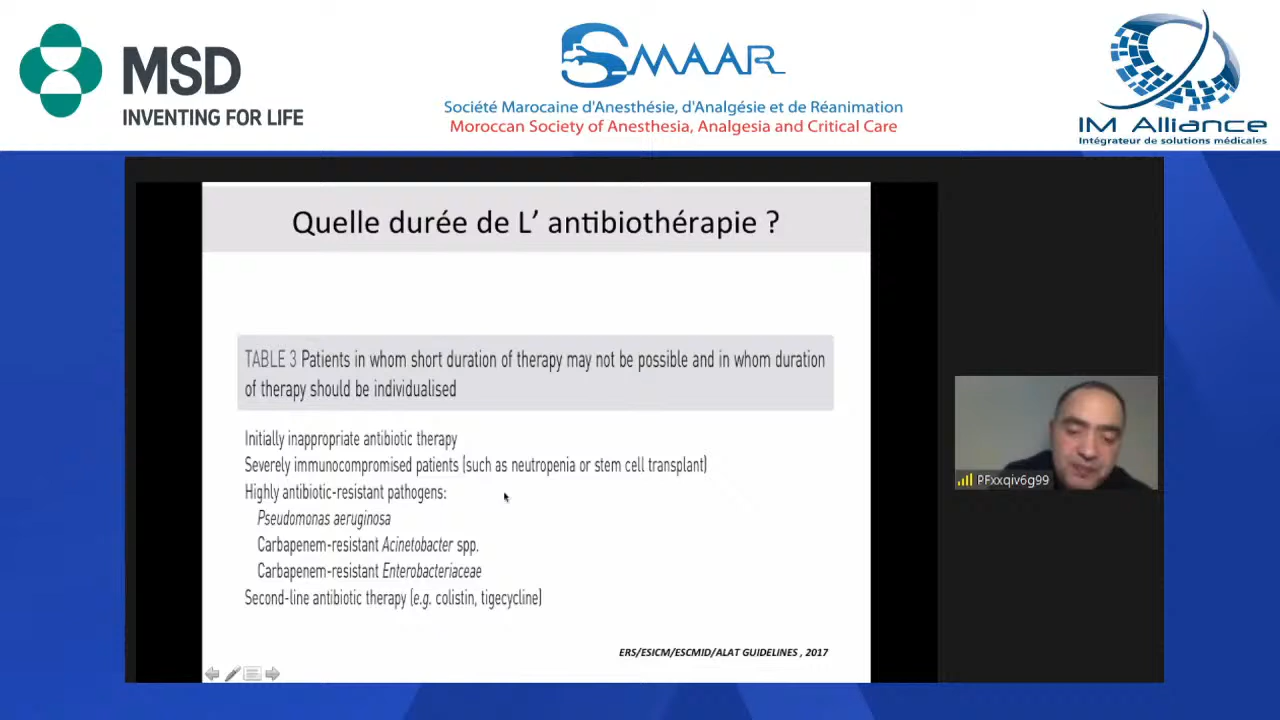 MSD
INVENTING FOR LIFE
SMAAR
Société Marocaine d'Anesthésie, d'Analgésie et de Réanimation
Moroccan Society of Anesthesia, Analgesia and Critical Care
IM Alliance
Intégrateur de solutions médicales
Quelle durée de L' antibiothérapie ?
TABLE 3 Patients in whom short duration of therapy may not be possible and in whom duration
of therapy should be individualised
Initially inappropriate antibiotic therapy
Severely immunocompromised patients (such as neutropenia or stem cell transplant)
Highly antibiotic-resistant pathogens:
Pseudomonas aeruginosa
Carbapenem-resistant Acinetobacter spp.
Carbapenem-resistant Enterobacteriaceae
Second-line antibiotic therapy (e.g. colistin, tigecycline)
ERS/ESICM/ESCMID/ALAT GUIDELINES , 2017
PFxxqiv6g99